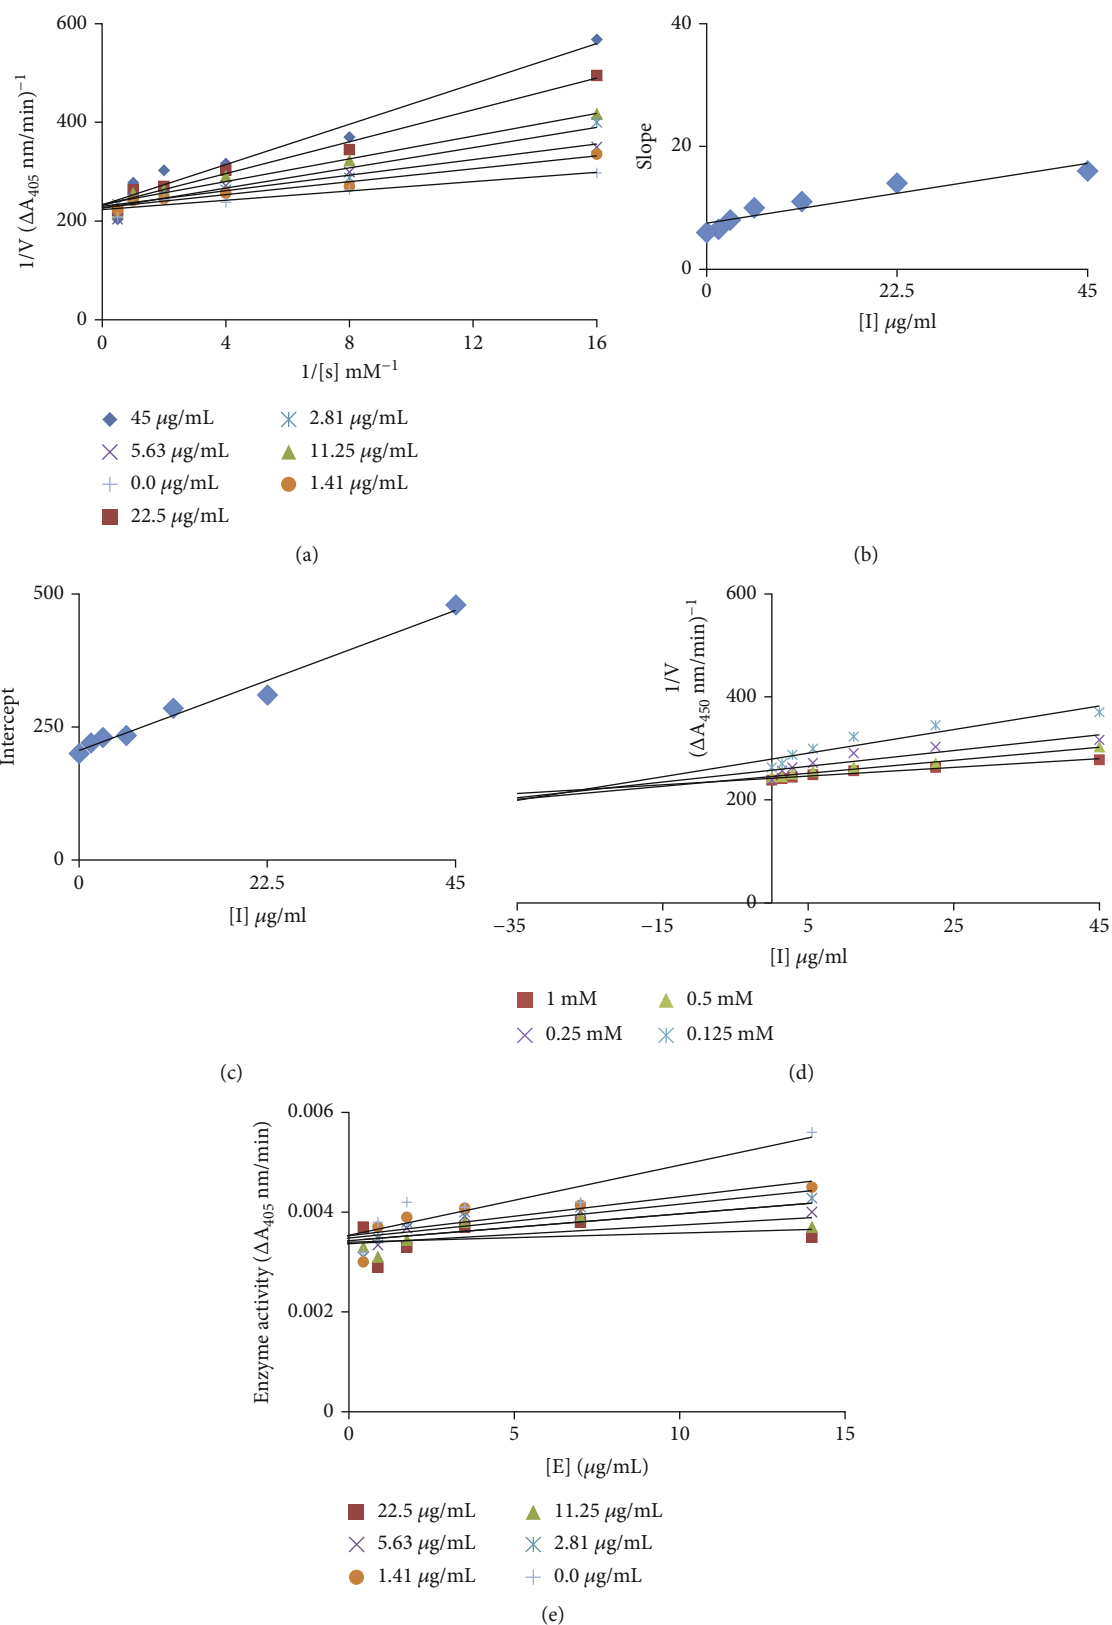 600
400
200
0
1/V (ΔA₄₀₅ nm/min)⁻¹
0 4 8 12 16
1/[s] mM⁻¹
45 µg/mL
2.81 µg/mL
5.63 µg/mL
11.25 µg/mL
0.0 µg/mL
1.41 µg/mL
22.5 µg/mL
(a)
40
20
0
Slope
0 22.5 45
[I] µg/ml
(b)
500
250
0
Intercept
0 22.5 45
[I] µg/ml
(c)
600
400
200
1/V
(ΔA₄₅₀ nm/min)⁻¹
−35 −15 5 25 45
[I] µg/ml
1 mM
0.5 mM
0.25 mM
0.125 mM
(d)
0.006
0.004
0.002
0
Enzyme activity (ΔA₄₀₅ nm/min)
0 5 10 15
[E] (µg/mL)
22.5 µg/mL
11.25 µg/mL
5.63 µg/mL
2.81 µg/mL
1.41 µg/mL
0.0 µg/mL
(e)